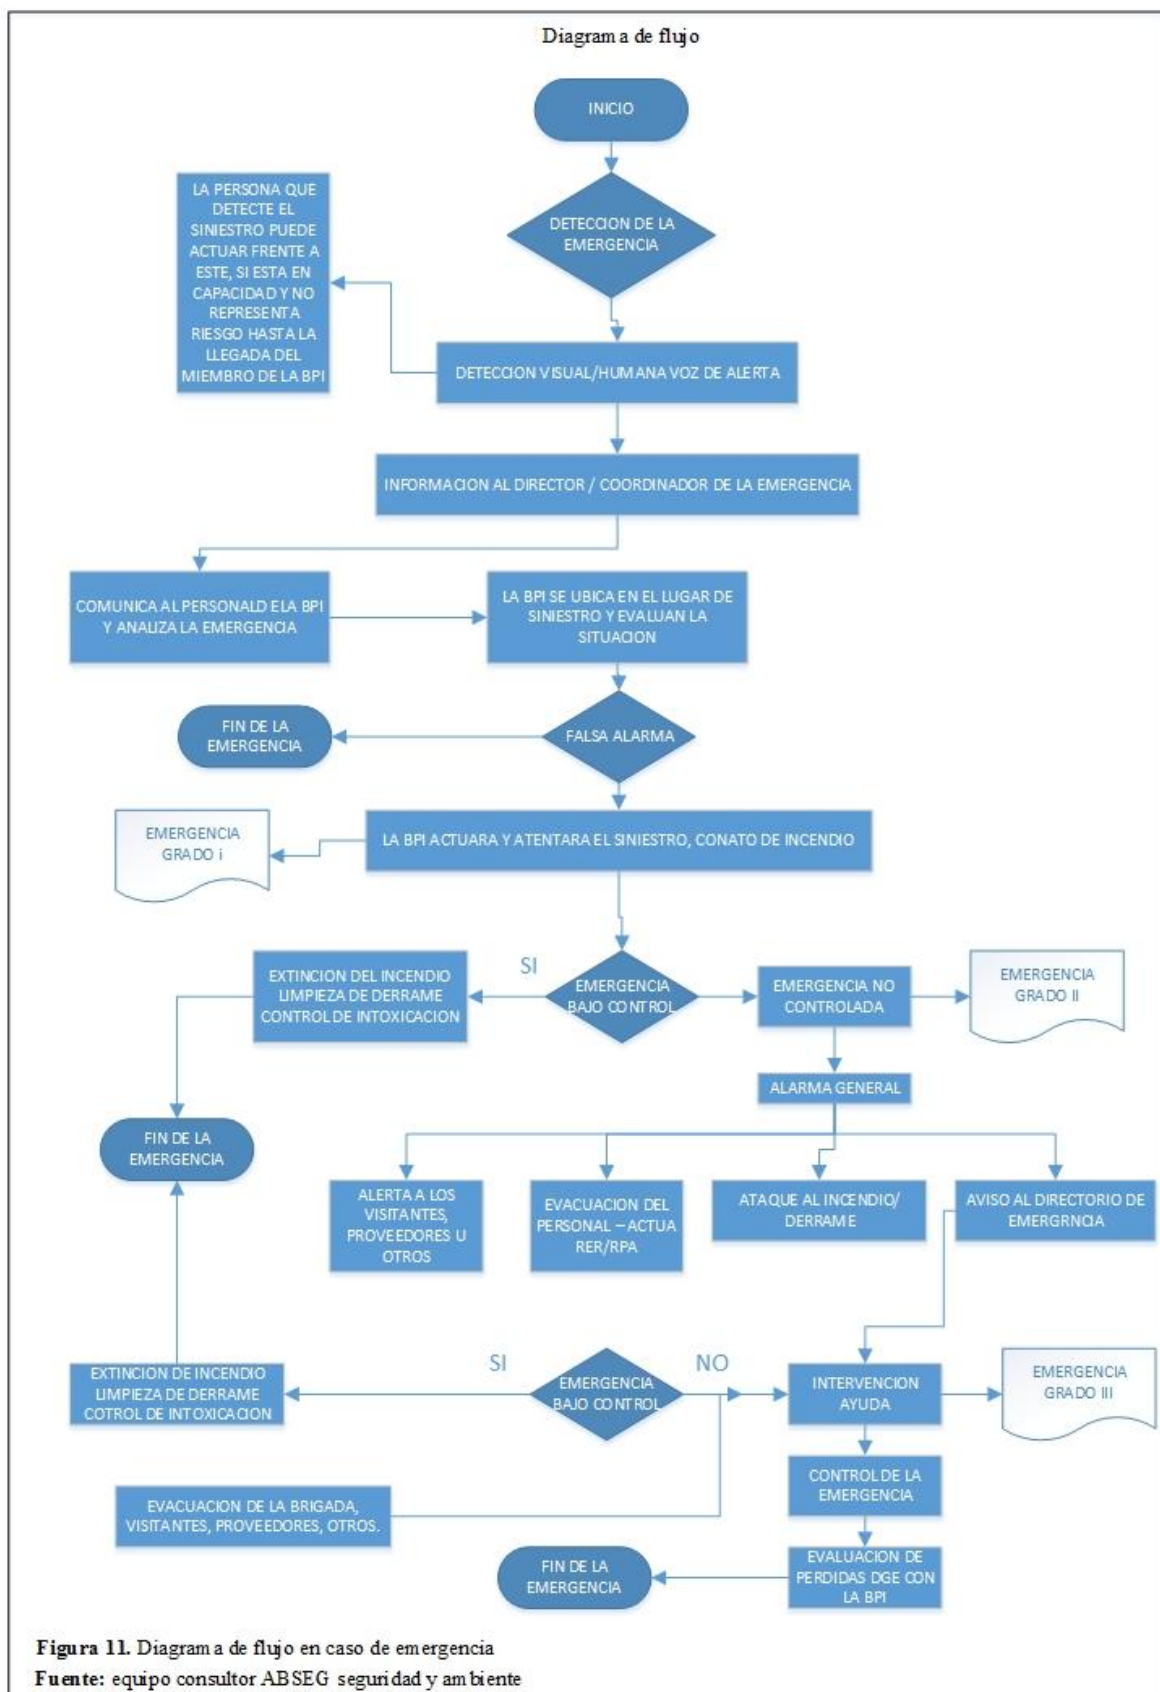 Diagrama de flujo
INICIO
DETECCION DE LA
EMERGENCIA
LA PERSONA QUE
DETECTE EL
SINIESTRO PUEDE
ACTUAR FRENTE A
ESTE, SI ESTA EN
CAPACIDAD Y NO
REPRESENTA
RIESGO HASTA LA
LLEGADA DEL
MIEMBRO DE LA BPI
DETECCION VISUAL/HUMANA VOZ DE ALERTA
INFORMACION AL DIRECTOR / COORDINADOR DE LA EMERGENCIA
COMUNICA AL PERSONALD ELA BPI
Y ANALIZA LA EMERGENCIA
LA BPI SE UBICA EN EL LUGAR DE
SINIESTRO Y EVALUAN LA
SITUACION
FIN DE LA
EMERGENCIA
FALSA ALARMA
EMERGENCIA
GRADO i
LA BPI ACTUARA Y ATENTARA EL SINIESTRO, CONATO DE INCENDIO
EXTINCION DEL INCENDIO
LIMPIEZA DE DERRAME
CONTROL DE INTOXICACION
SI
EMERGENCIA
BAJO CONTROL
EMERGENCIA NO
CONTROLADA
EMERGENCIA
GRADO II
ALARMA GENERAL
FIN DE LA
EMERGENCIA
ALERTA A LOS
VISITANTES,
PROVEEDORES U
OTROS
EVACUACION DEL
PERSONAL – ACTUA
RER/RPA
ATAQUE AL INCENDIO/
DERRAME
AVISO AL DIRECTORIO DE
EMERGRNCIA
EXTINCION DE INCENDIO
LIMPIEZA DE DERRAME
COTROL DE INTOXICACION
SI
EMERGENCIA
BAJO CONTROL
NO
INTERVENCION
AYUDA
EMERGENCIA
GRADO III
CONTROL DE LA
EMERGENCIA
EVACUACION DE LA BRIGADA,
VISITANTES, PROVEEDORES, OTROS.
EVALUACION DE
PERDIDAS DGE CON
LA BPI
FIN DE LA
EMERGENCIA
Figura 11. Diagrama de flujo en caso de emergencia
Fuente: equipo consultor ABSEG seguridad y ambiente